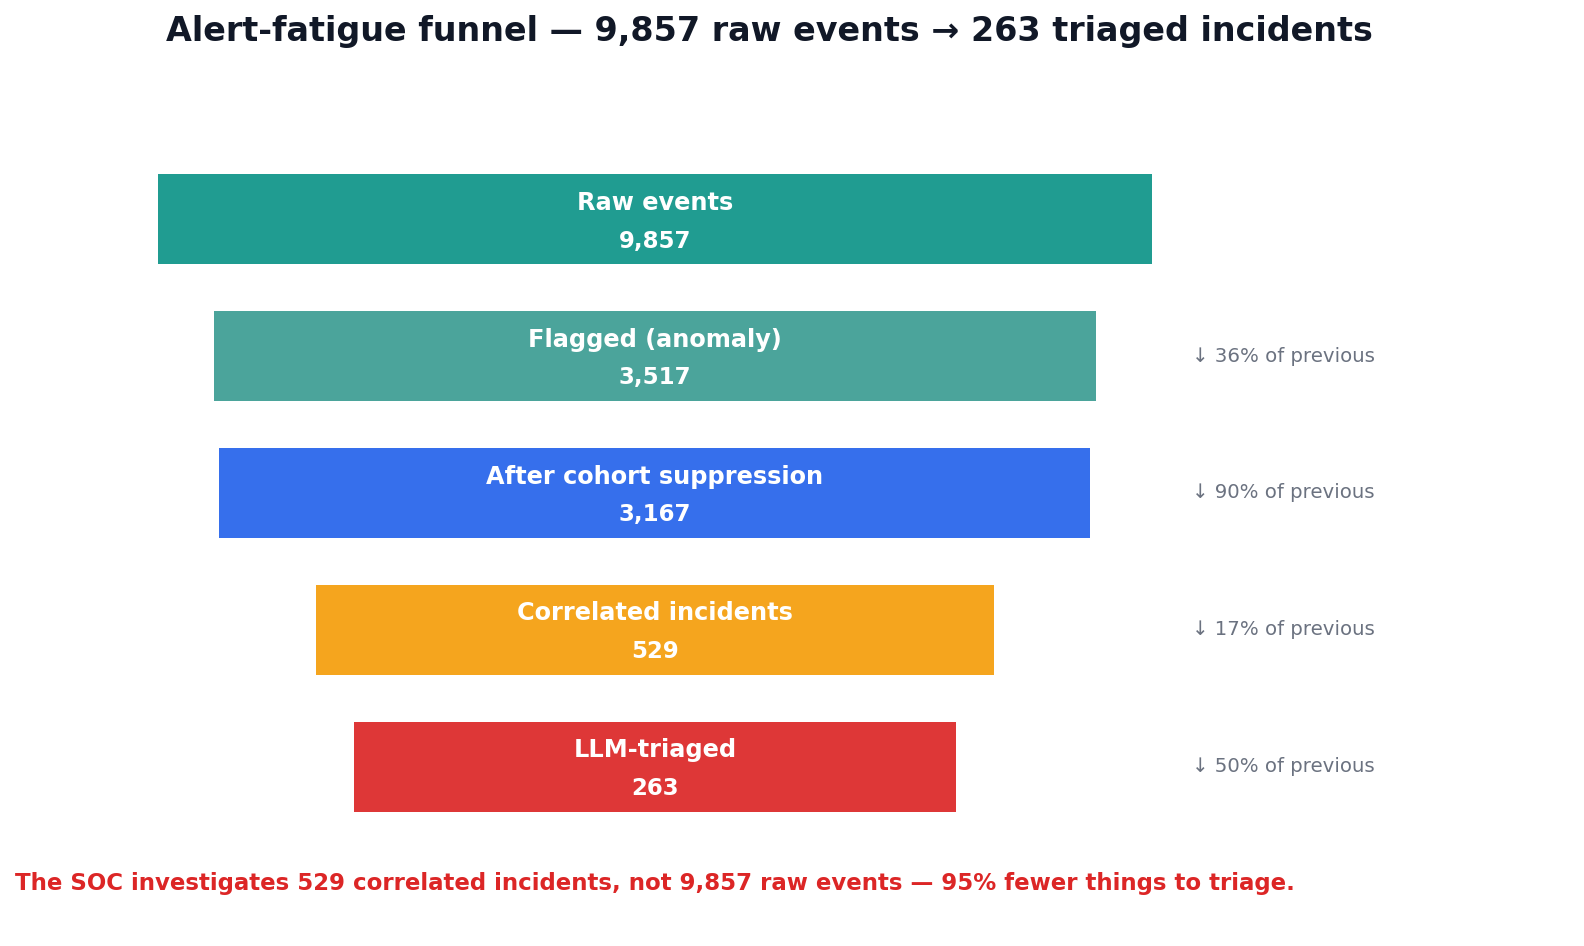 Alert-fatigue funnel — 9,857 raw events → 263 triaged incidents
Raw events
9,857
Flagged (anomaly)
3,517
↓ 36% of previous
After cohort suppression
3,167
↓ 90% of previous
Correlated incidents
529
↓ 17% of previous
LLM-triaged
263
↓ 50% of previous
The SOC investigates 529 correlated incidents, not 9,857 raw events — 95% fewer things to triage.